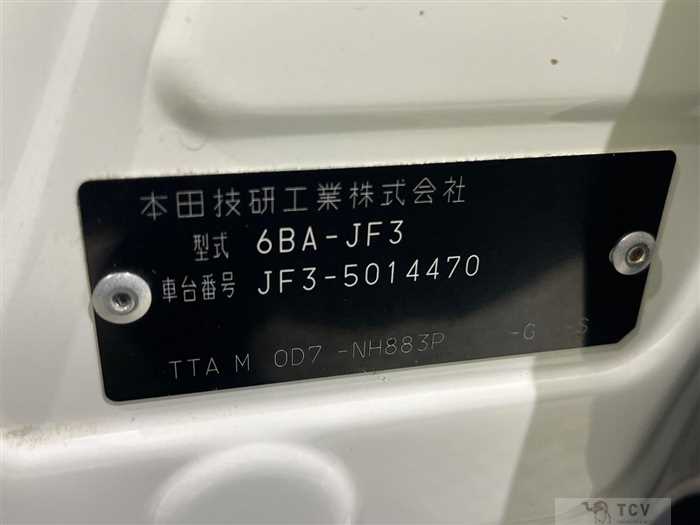 本田技研工業株式会社
型式 6BA-JF3
車台番号 JF3-5014470
TTA M 0D7 -NH883P -G -S
TCV